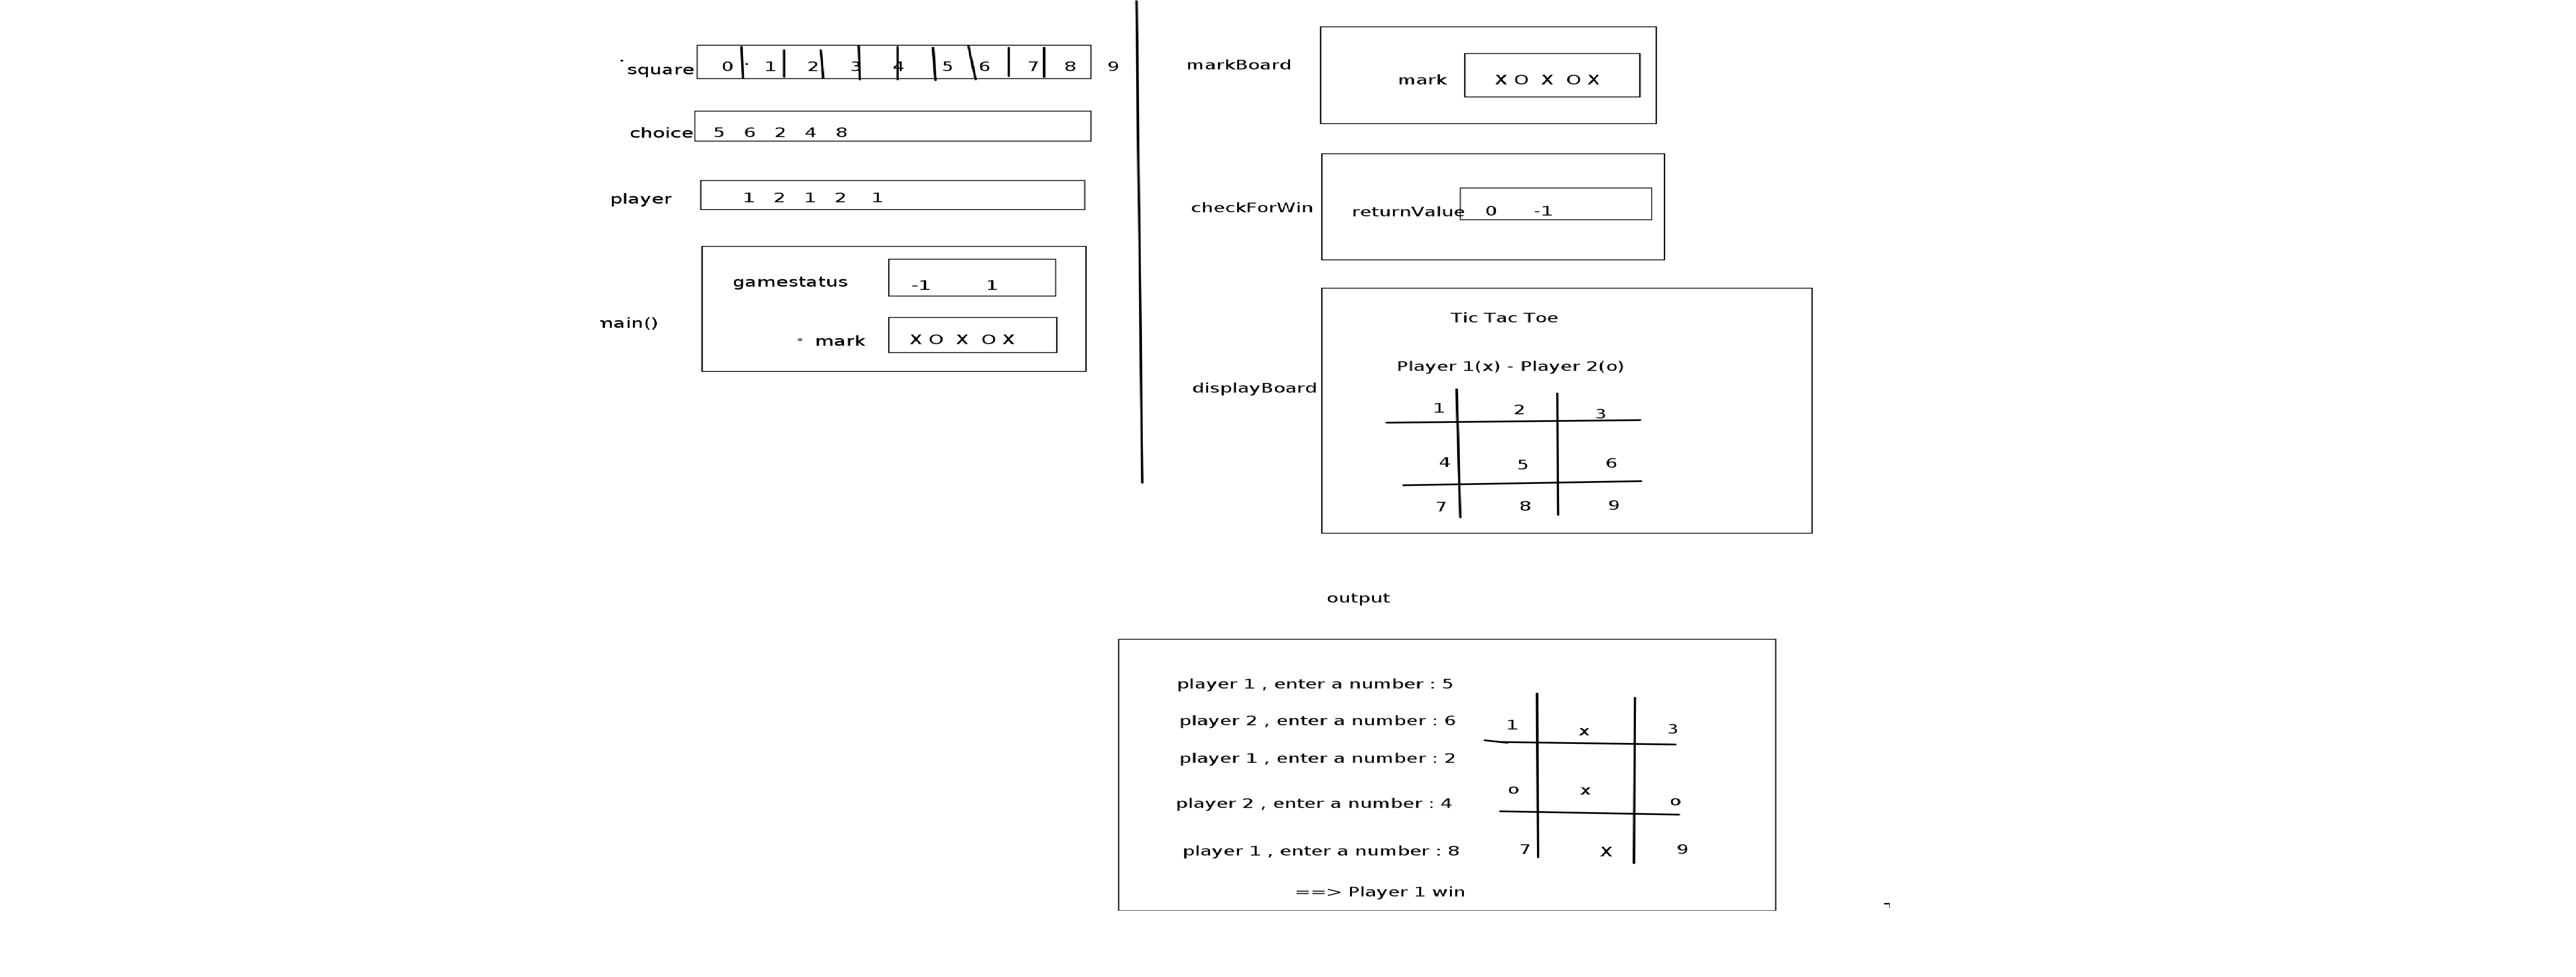 square 0 1 2 3 4 5 6 7 8 9
choice 5 6 2 4 8
player 1 2 1 2 1
main()
gamestatus -1 1
mark X O X O X
markBoard
mark X O X O X
checkForWin
returnValue 0 -1
displayBoard
Tic Tac Toe
Player 1(x) - Player 2(o)
1 2 3
4 5 6
7 8 9
output
player 1 , enter a number : 5
player 2 , enter a number : 6
player 1 , enter a number : 2
player 2 , enter a number : 4
player 1 , enter a number : 8
==> Player 1 win
1 x 3
o x o
7 X 9